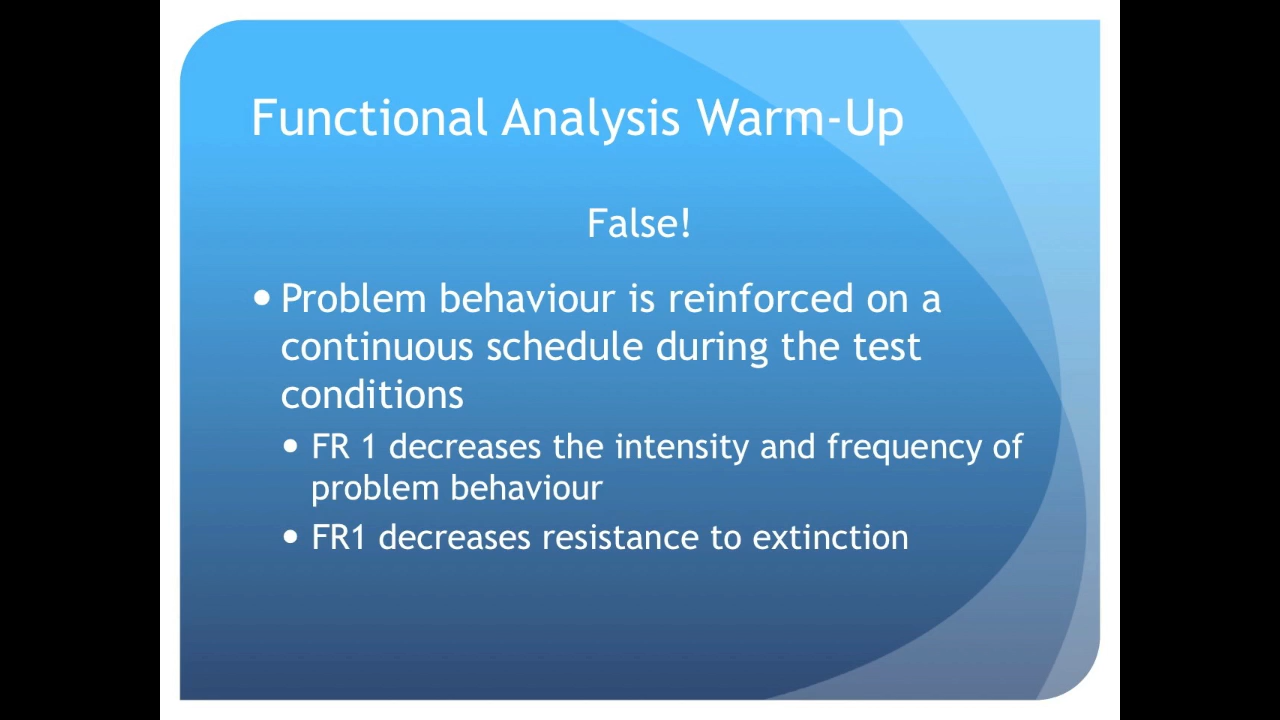 Functional Analysis Warm-Up
False!
• Problem behaviour is reinforced on a
continuous schedule during the test
conditions
• FR 1 decreases the intensity and frequency of
problem behaviour
• FR1 decreases resistance to extinction